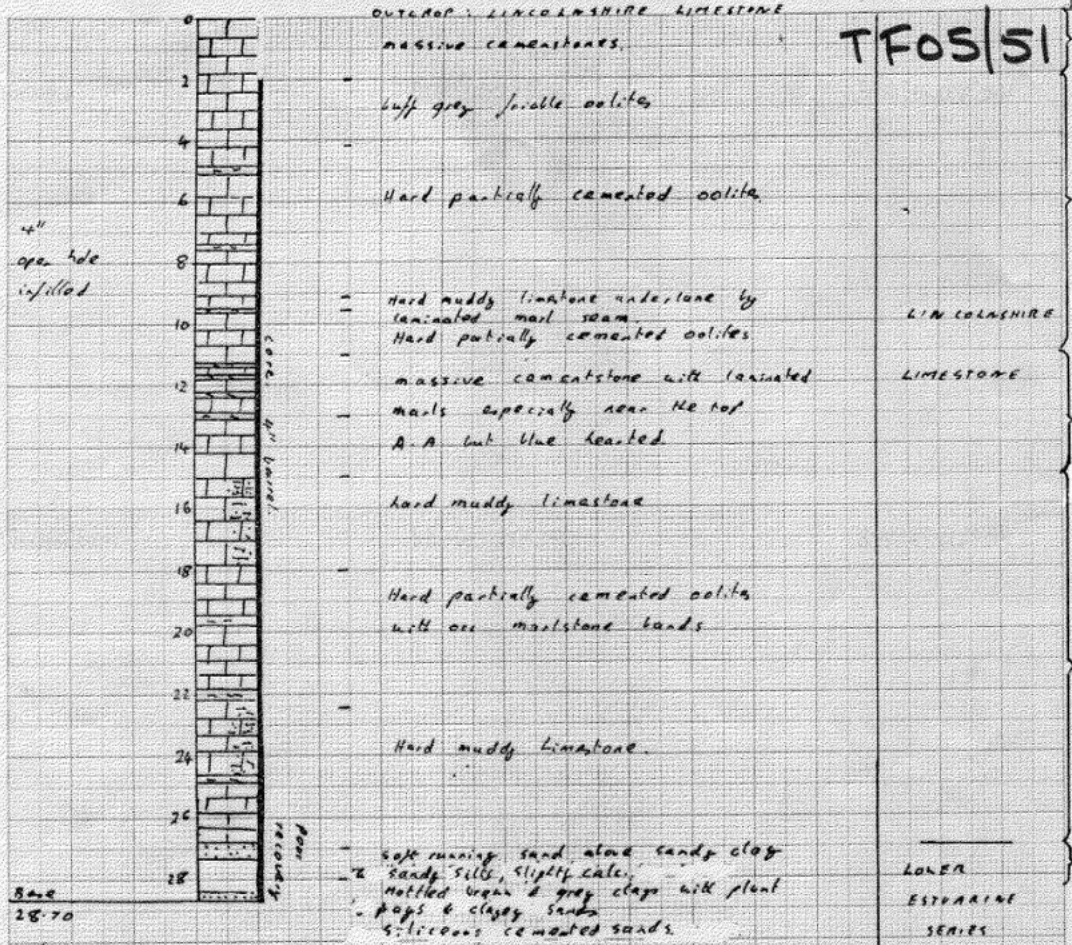 OUTCROP : LINCOLNSHIRE LIMESTONE
TF05/51
massive cemenstones.
buff grey friable oolites
Hard partially cemented oolites
4"
open hole
infilled
Hard muddy limestone underlane by
laminated marl seam.
Hard partially cemented oolites
massive cementstone with laminated
marls especially near the top
A.A but blue hearted
hard muddy limestone
Hard partially cemented oolites
with occ marlstone bands
Hard muddy Limestone.
soft running sand above sandy clay
sandy silts, slightly calc.
Mottled brown & grey clays with plant
& clayey sands
Siliceous cemented sands
0
2
4
6
8
10
12
14
16
18
20
22
24
26
28
core. 4" barrel.
Poor
recovery
Base
28.70
LINCOLNSHIRE
LIMESTONE
LOWER
ESTUARINE
SERIES